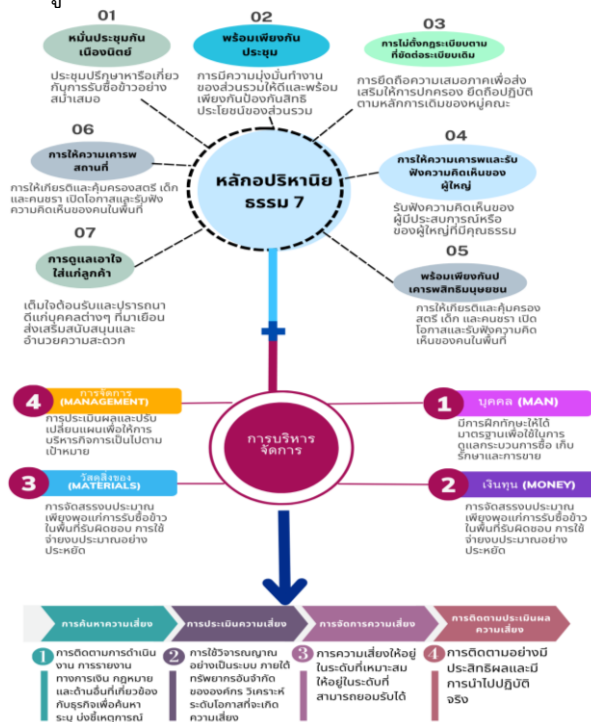 01
หมั่นประชุมกัน
เนืองนิตย์
ประชุมปรึกษาหารือเกี่ยว
กับการรับซื้อข้าวอย่าง
สม่ำเสมอ
02
พร้อมเพียงกัน
ประชุม
การมีความมุ่งมั่นทำงาน
ของส่วนรวมให้ดีและพร้อม
เพียงกันป้องกันสิทธิ
ประโยชน์ของส่วนรวม
03
การไม่ตั้งกฎระเบียบตาม
ที่ขัดต่อระเบียบเดิม
การยึดถือความเสมอภาคเพื่อส่ง
เสริมให้การปกครอง ยึดถือปฏิบัติ
ตามหลักการเดิมของหมู่คณะ
06
การให้ความเคารพ
สถานที่
การให้เกียรติและคุ้มครองสตรี เด็ก
และคนชรา เปิดโอกาสและรับฟัง
ความคิดเห็นของคนในพื้นที่
หลักอปริหานิย
ธรรม 7
04
การให้ความเคารพและรับ
ฟังความคิดเห็นของ
ผู้ใหญ่
รับฟังความคิดเห็นของ
ผู้มีประสบการณ์หรือ
ของผู้ใหญ่ที่มีคุณธรรม
07
การดูแลเอาใจ
ใส่แก่ลูกค้า
เต็มใจต้อนรับและปรารถนา
ดีแก่บุคคลต่างๆ ที่มาเยือน
ส่งเสริมสนับสนุนและ
อำนวยความสะดวก
05
พร้อมเพียงกันป
เคารพสิทธิมนุษยชน
การให้เกียรติและคุ้มครอง
สตรี เด็ก และคนชรา เปิด
โอกาสและรับฟังความคิด
เห็นของคนในพื้นที่
4
การจัดการ
(MANAGEMENT)
การประเมินผลและปรับ
เปลี่ยนแผนเพื่อให้การ
บริหารกิจการเป็นไปตาม
เป้าหมาย
1
บุคคล (MAN)
มีการฝึกทักษะให้ได้
มาตรฐานเพื่อใช้ในการ
ดูแลกระบวนการซื้อ เก็บ
รักษาและการขาย
การบริหาร
จัดการ
3
วัสดุสิ่งของ
(MATERIALS)
การจัดสรรงบประมาณ
เพียงพอแก่การรับซื้อข้าว
ในพื้นที่รับผิดชอบ การใช้
จ่ายงบประมาณอย่าง
ประหยัด
2
เงินทุน (MONEY)
การจัดสรรงบประมาณ
เพียงพอแก่การรับซื้อข้าว
ในพื้นที่รับผิดชอบ การใช้
จ่ายงบประมาณอย่าง
ประหยัด
การค้นหาความเสี่ยง
การประเมินความเสี่ยง
การจัดการความเสี่ยง
การติดตามประเมินผล
ความเสี่ยง
1
การติดตามการดำเนิน
งาน การรายงาน
ทางการเงิน กฎหมาย
และด้านอื่นที่เกี่ยวข้อง
กับธุรกิจเพื่อค้นหา
ระบุ บ่งชี้เหตุการณ์
2
การใช้วิจารณญาณ
อย่างเป็นระบบ ภายใต้
ทรัพยากรอันจำกัด
ขององค์กร วิเคราะห์
ระดับโอกาสที่จะเกิด
ความเสี่ยง
3
การความเสี่ยงให้อยู่
ในระดับที่เหมาะสม
ให้อยู่ในระดับที่
สามารถยอมรับได้
4
การติดตามอย่างมี
ประสิทธิผลและมี
การนำไปปฏิบัติ
จริง